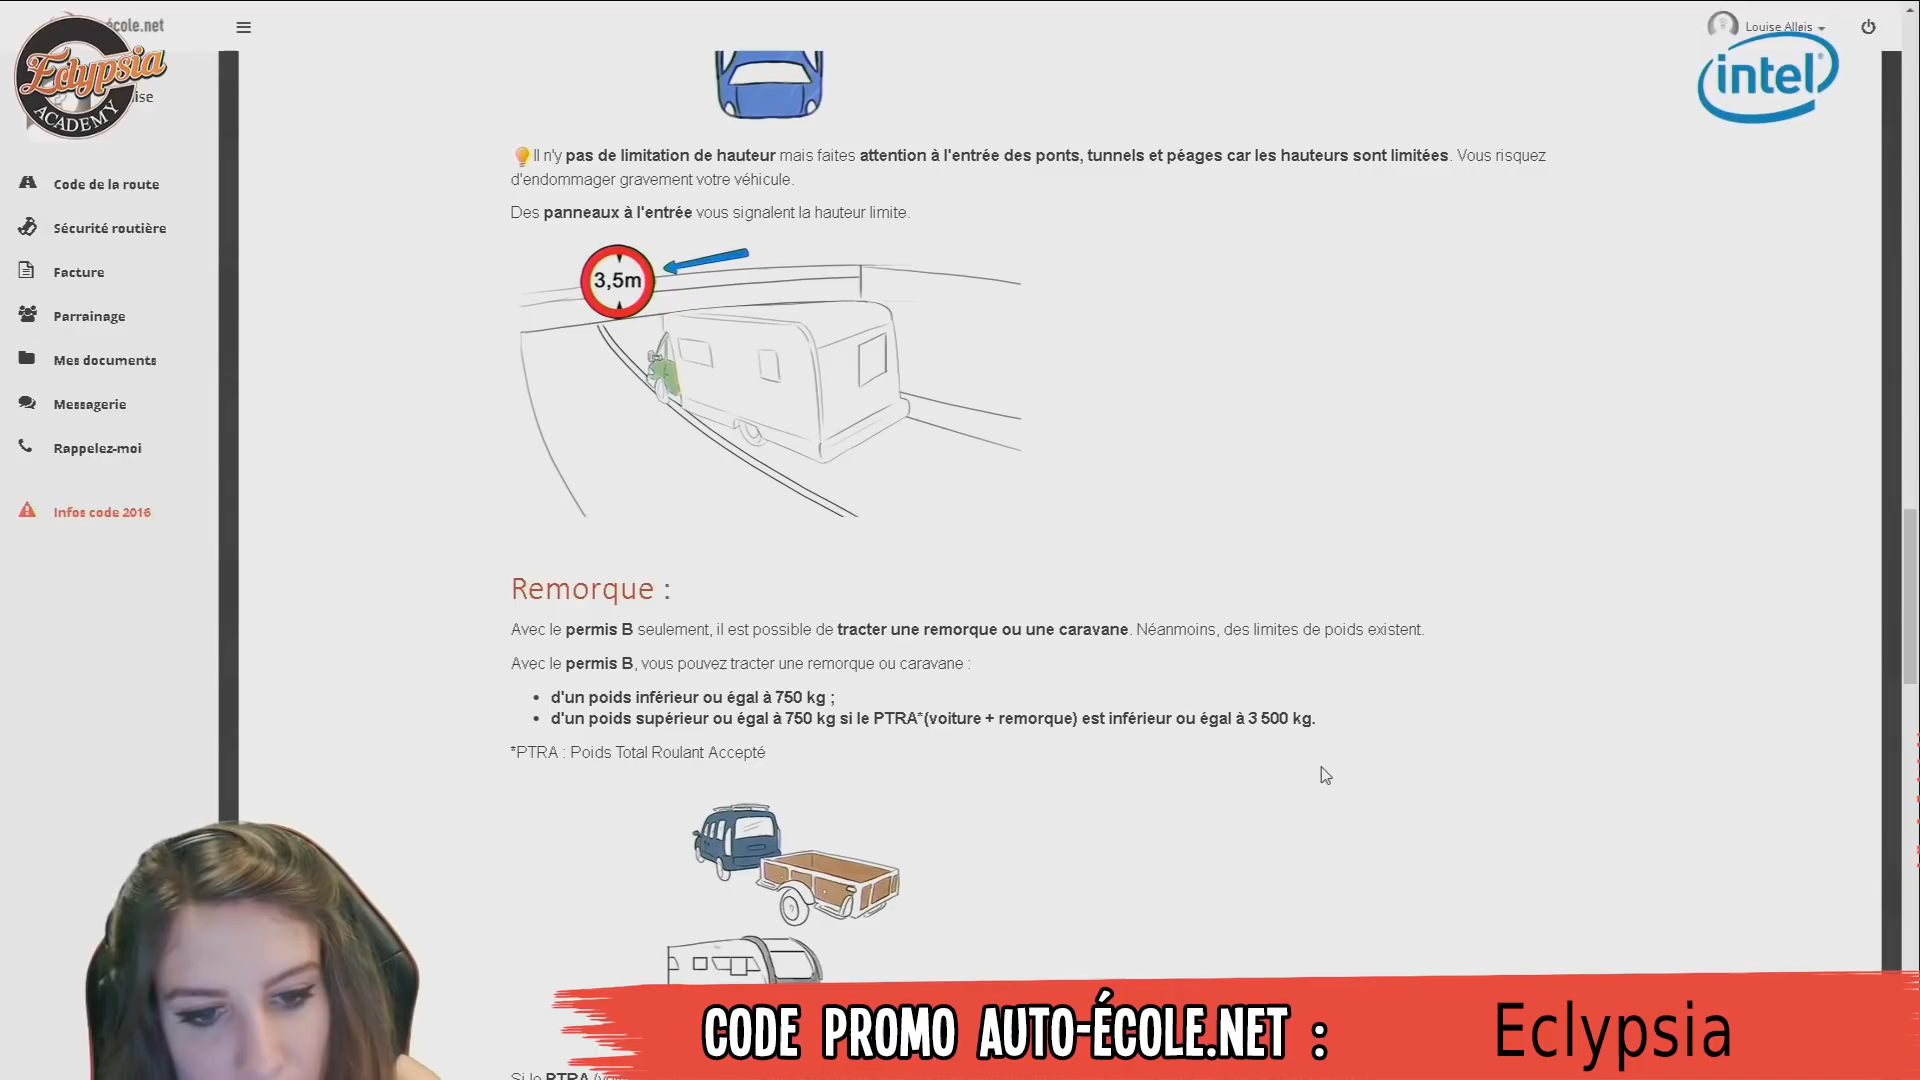 école.net
Louise Allais
Eclypsia
ACADEMY
intel
Code de la route
Sécurité routière
Facture
Parrainage
Mes documents
Messagerie
Rappelez-moi
Infos code 2016
Il n'y pas de limitation de hauteur mais faites attention à l'entrée des ponts, tunnels et péages car les hauteurs sont limitées. Vous risquez
d'endommager gravement votre véhicule.
Des panneaux à l'entrée vous signalent la hauteur limite.
3,5m
Remorque :
Avec le permis B seulement, il est possible de tracter une remorque ou une caravane. Néanmoins, des limites de poids existent.
Avec le permis B, vous pouvez tracter une remorque ou caravane :
• d'un poids inférieur ou égal à 750 kg ;
• d'un poids supérieur ou égal à 750 kg si le PTRA*(voiture + remorque) est inférieur ou égal à 3 500 kg.
*PTRA : Poids Total Roulant Accepté
CODE PROMO AUTO-ÉCOLE.NET : Eclypsia
Si le PTRA